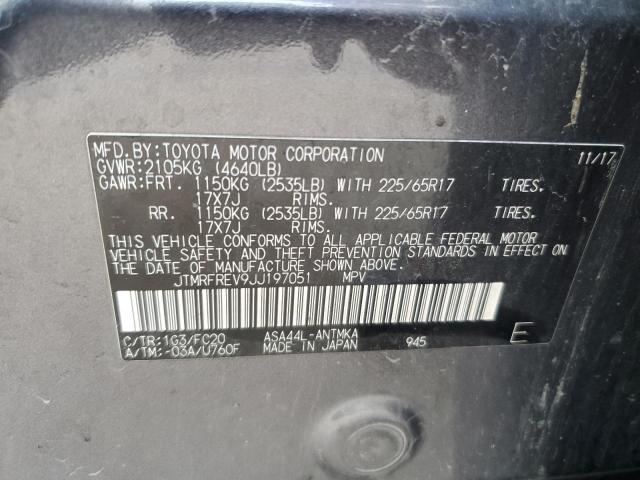 MFD.BY:TOYOTA MOTOR CORPORATION 11/17
GVWR:2105KG (4640LB)
GAWR:FRT. 1150KG (2535LB) WITH 225/65R17 TIRES.
17X7J RIMS.
RR. 1150KG (2535LB) WITH 225/65R17 TIRES.
17X7J RIMS.
THIS VEHICLE CONFORMS TO ALL APPLICABLE FEDERAL MOTOR
VEHICLE SAFETY AND THEFT PREVENTION STANDARDS IN EFFECT ON
THE DATE OF MANUFACTURE SHOWN ABOVE.
JTMRFREV9JJ197051 MPV
C/TR:1G3/FC20 ASA44L-ANTMKA
A/TM:-03A/U760F MADE IN JAPAN 945 E